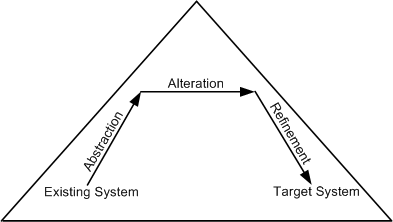 Alteration
Abstraction
Refinement
Existing System
Target System